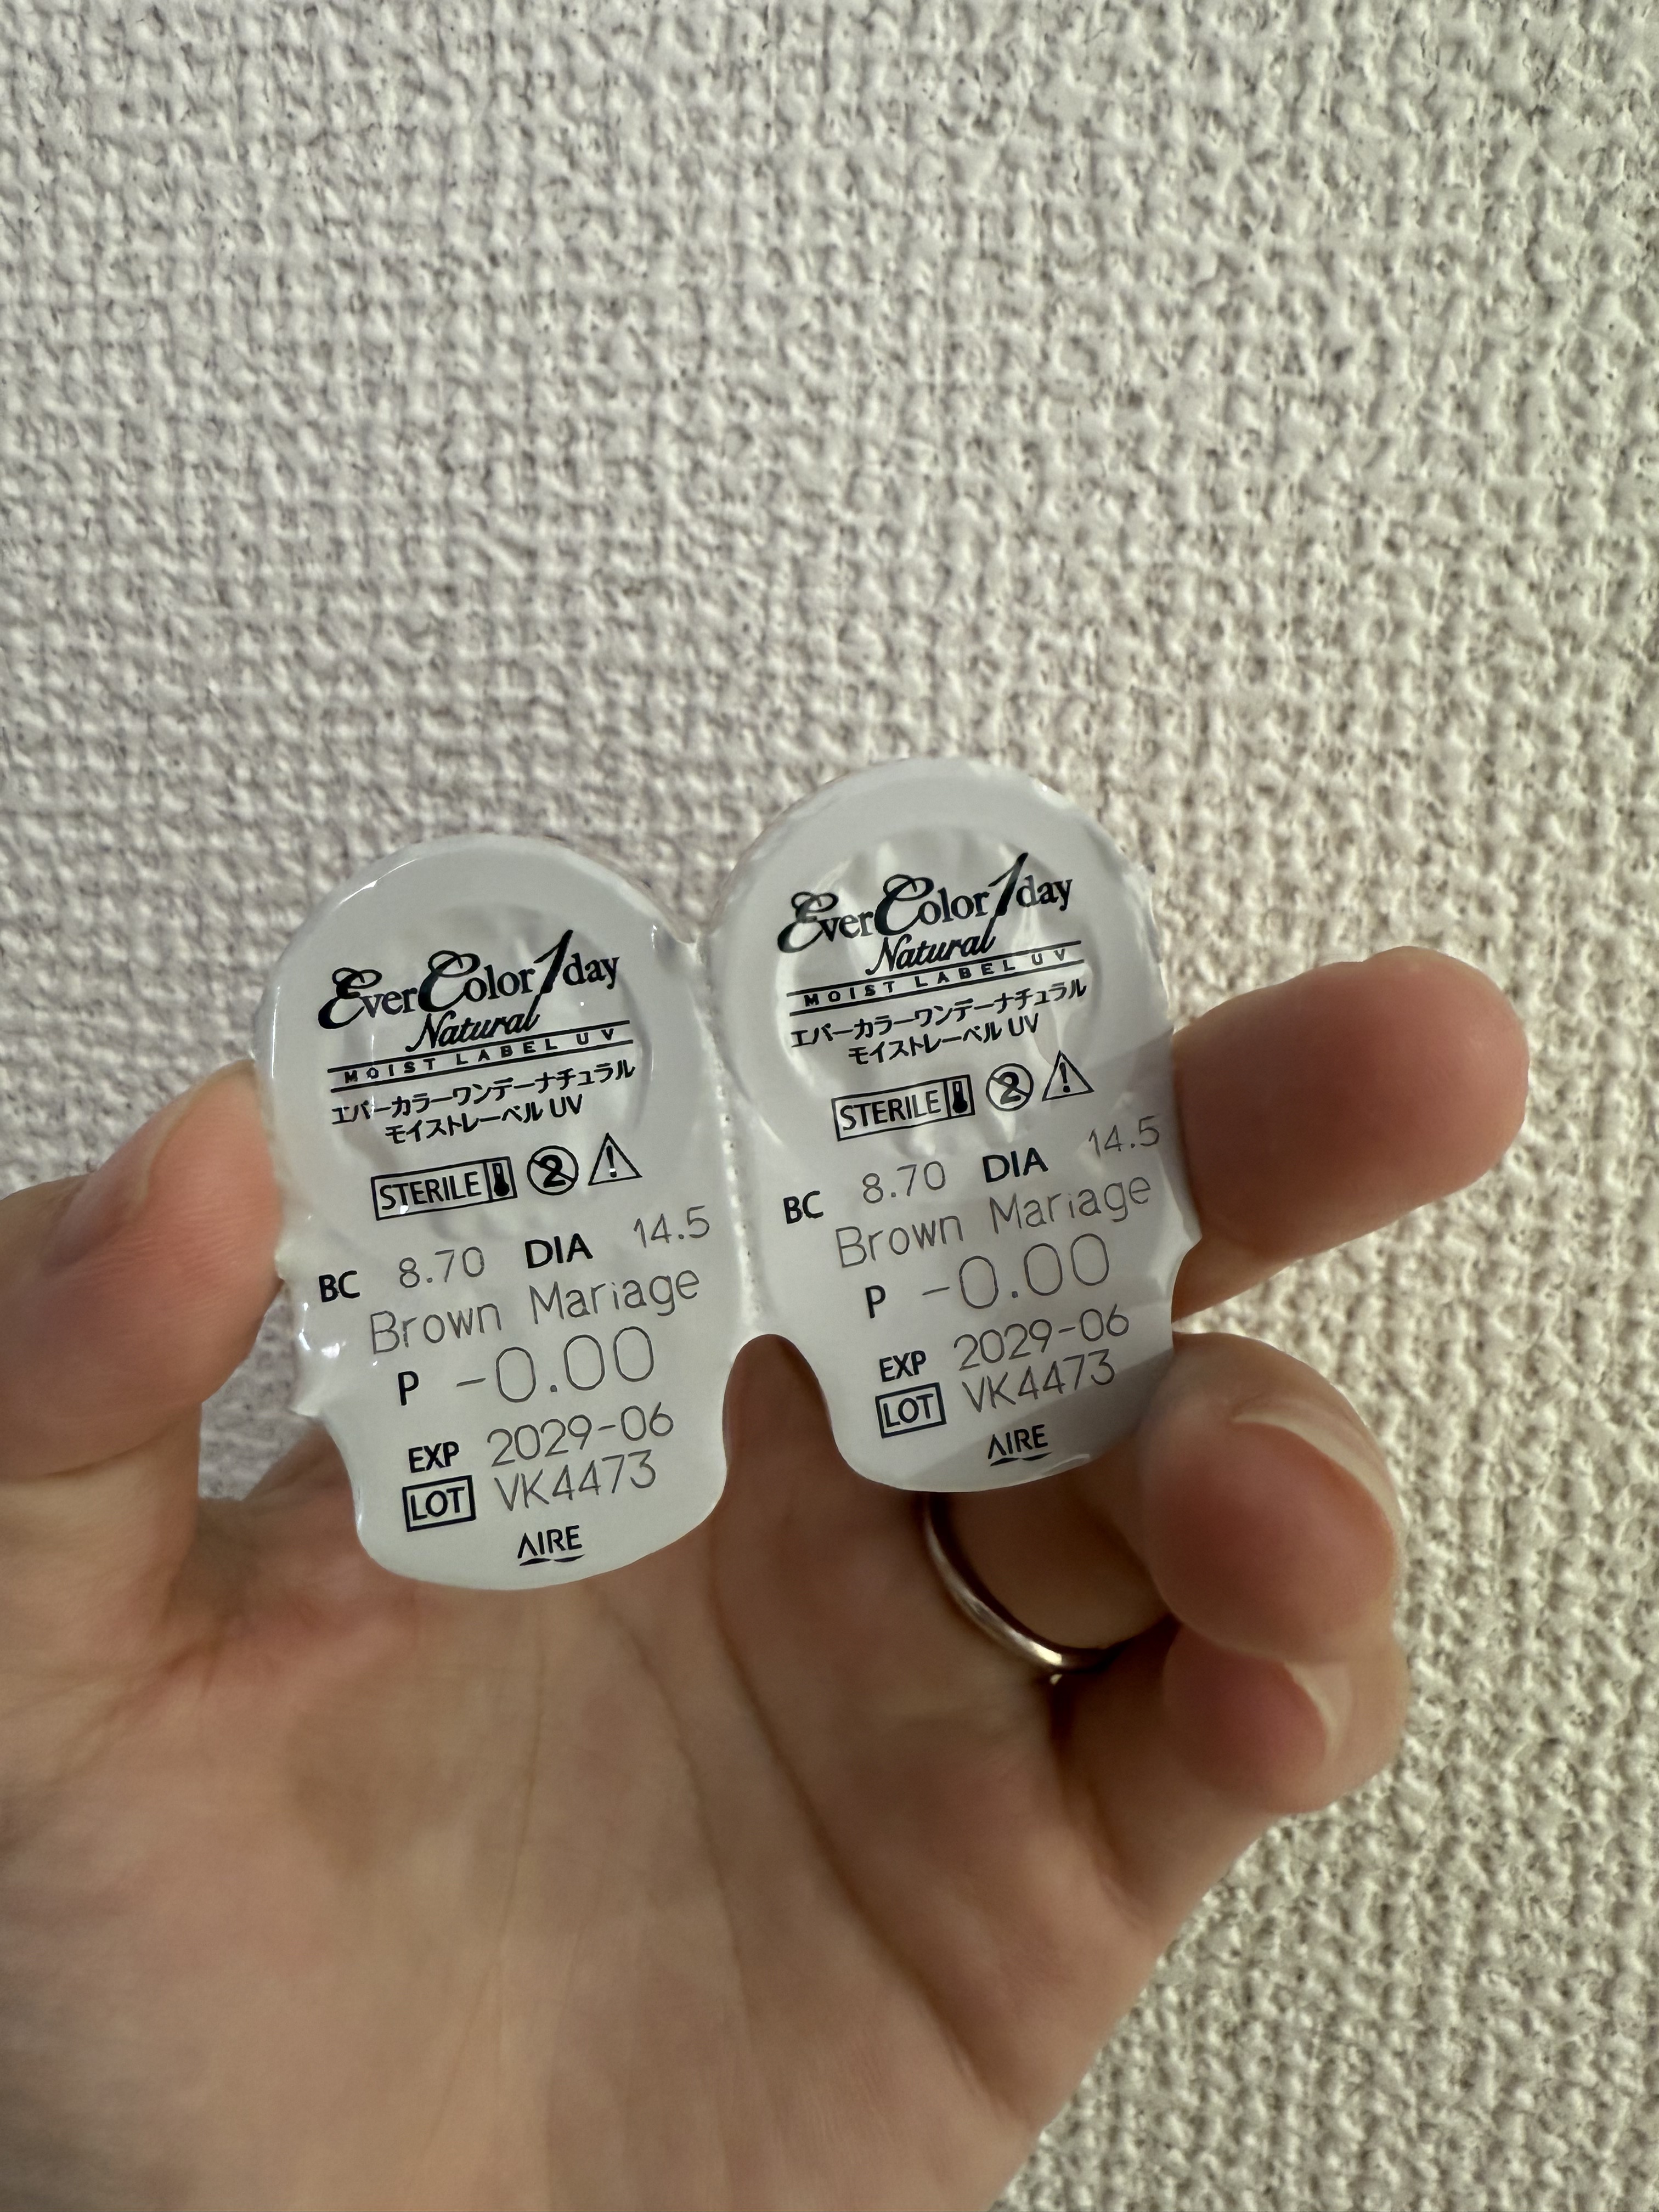 EverColor1day
Natural
MOIST LABEL UV
エバーカラーワンデーナチュラル
モイストレーベル UV
STERILE 2 !
BC 8.70 DIA 14.5
Brown Mariage
P -0.00
EXP 2029-06
LOT VK4473
AIRE
EverColor1day
Natural
MOIST LABEL UV
エバーカラーワンデーナチュラル
モイストレーベル UV
STERILE 2 !
BC 8.70 DIA 14.5
Brown Mariage
P -0.00
EXP 2029-06
LOT VK4473
AIRE